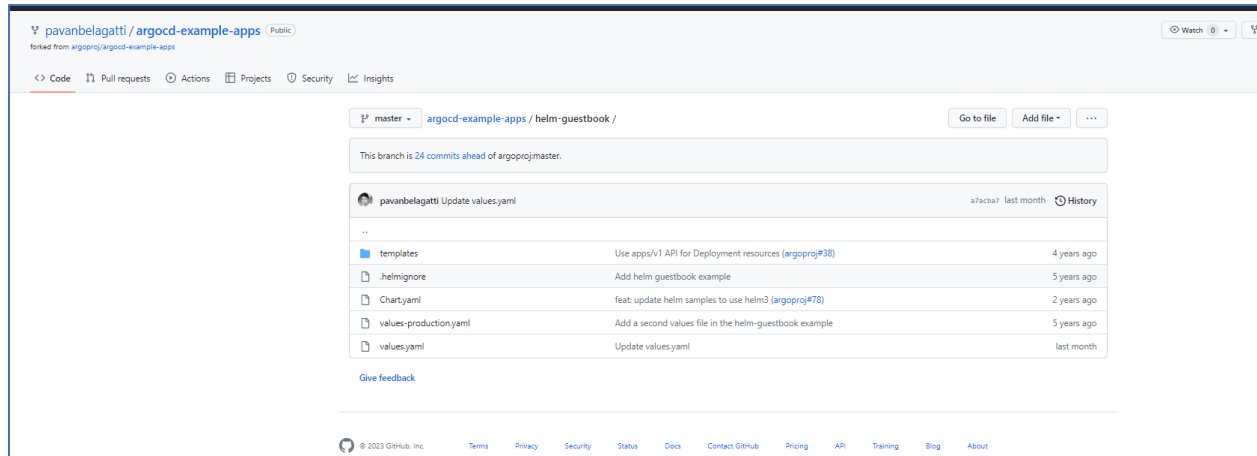 pavanbelagatti / argocd-example-apps Public
Watch 0
forked from argoproj/argocd-example-apps
<> Code Pull requests Actions Projects Security Insights
master argocd-example-apps / helm-guestbook / Go to file Add file ...
This branch is 24 commits ahead of argoproj:master.
pavanbelagatti Update values.yaml a7acba7 last month History
..
templates Use apps/v1 API for Deployment resources (argoproj#38) 4 years ago
.helmignore Add helm guestbook example 5 years ago
Chart.yaml feat: update helm samples to use helm3 (argoproj#78) 2 years ago
values-production.yaml Add a second values file in the helm-guestbook example 5 years ago
values.yaml Update values.yaml last month
Give feedback
© 2023 GitHub, Inc. Terms Privacy Security Status Docs Contact GitHub Pricing API Training Blog About